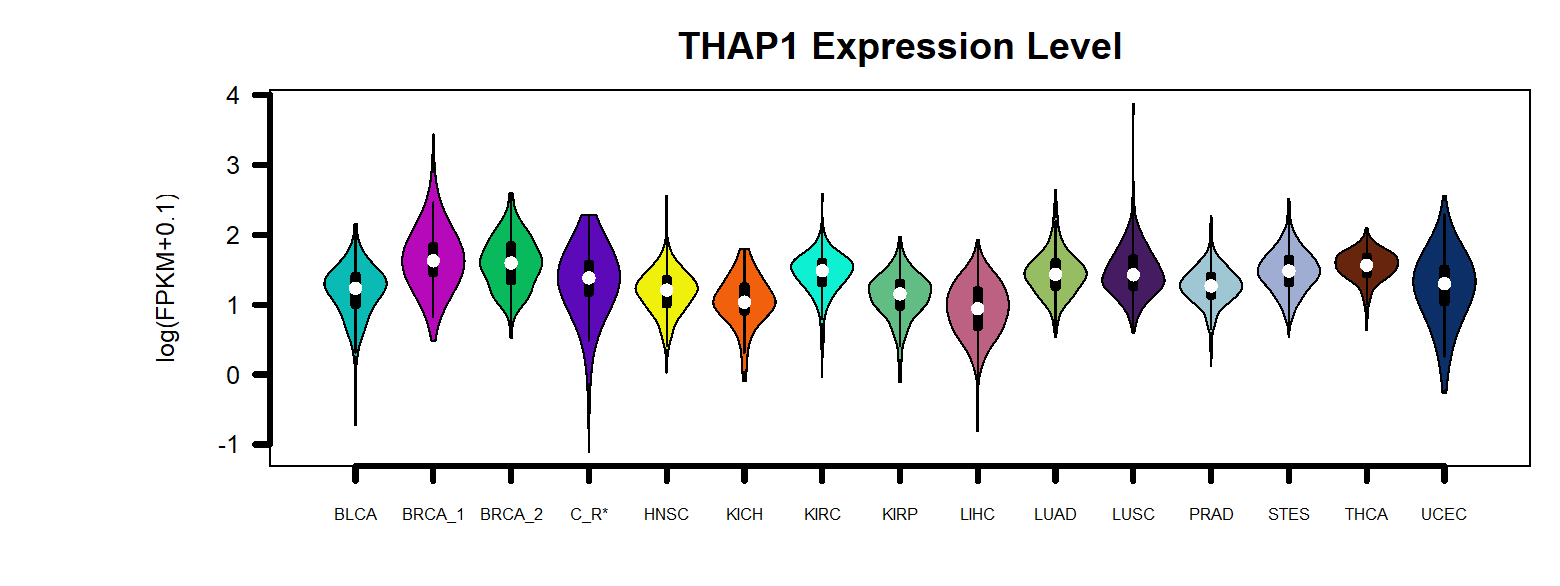 THAP1 Expression Level
log(FPKM+0.1)
4
3
2
1
0
-1
BLCA BRCA_1 BRCA_2 C_R* HNSC KICH KIRC KIRP LIHC LUAD LUSC PRAD STES THCA UCEC